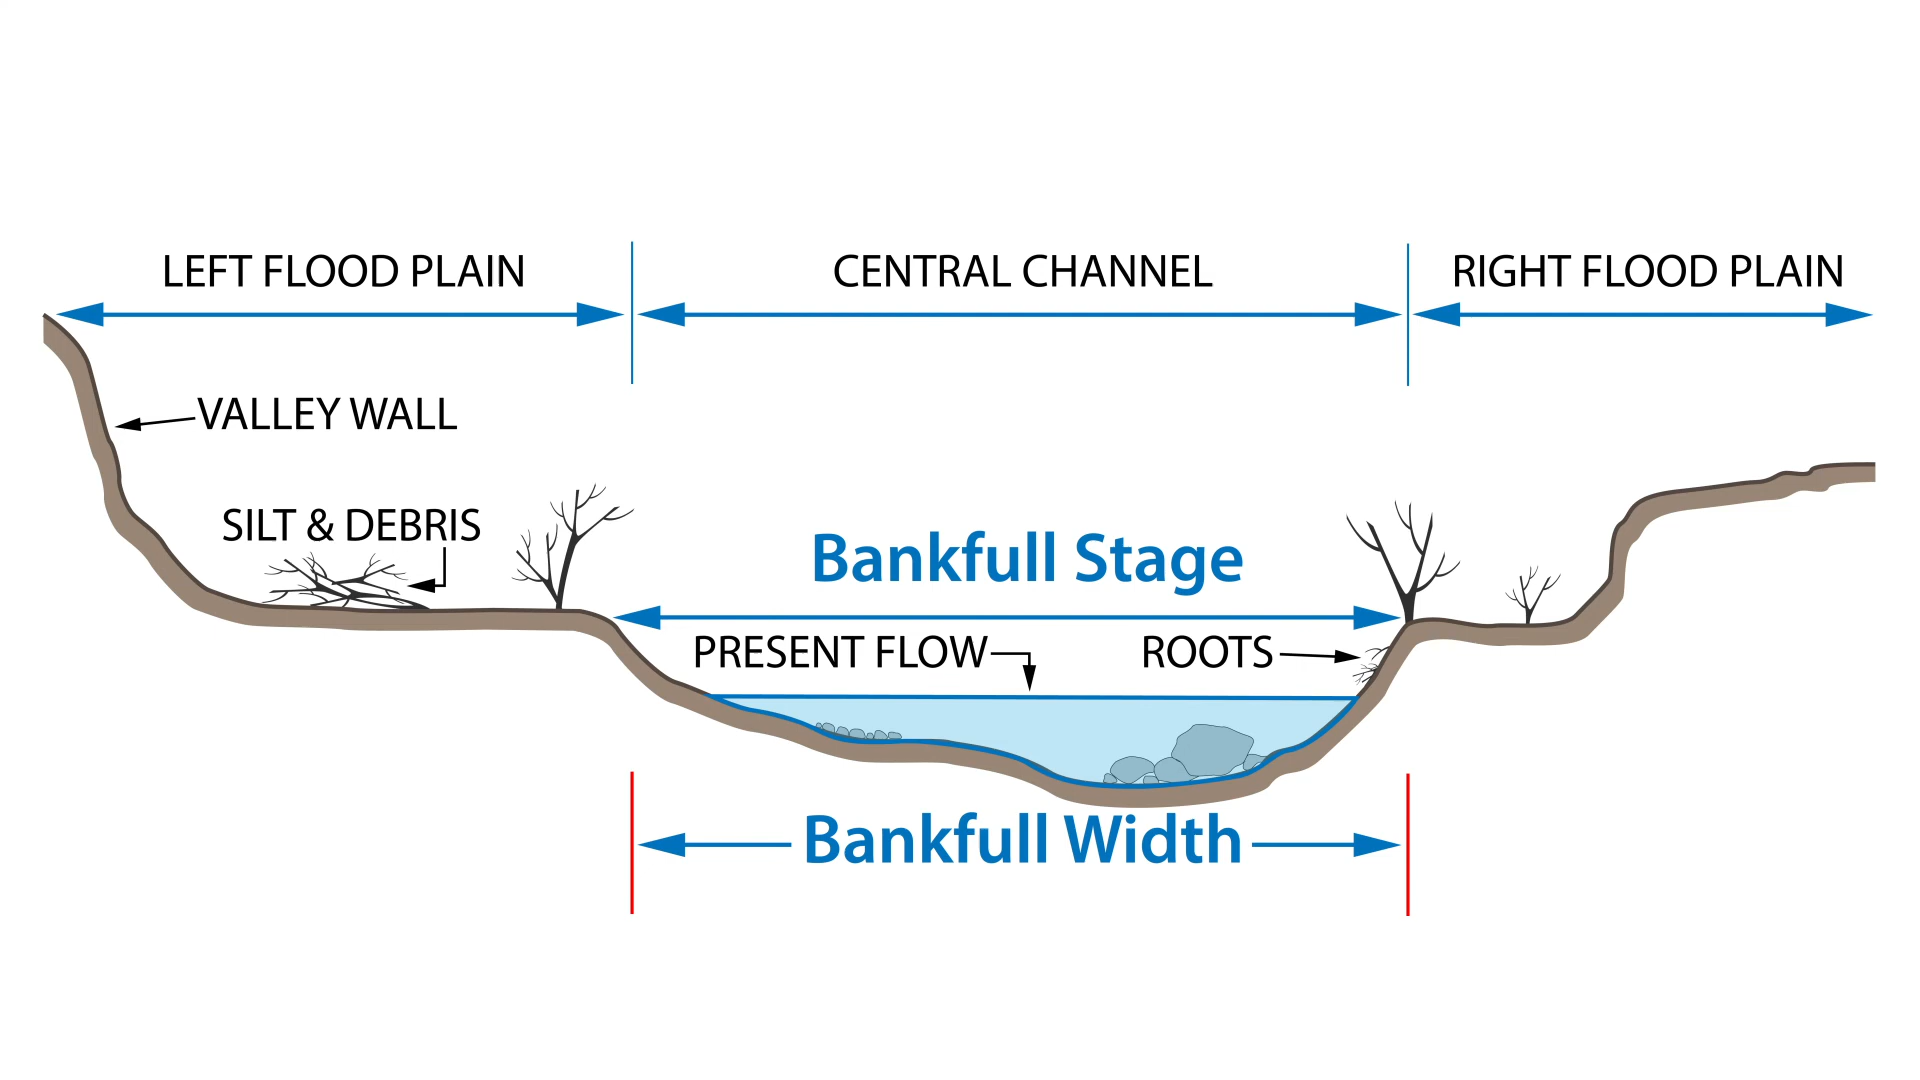 LEFT FLOOD PLAIN
CENTRAL CHANNEL
RIGHT FLOOD PLAIN
VALLEY WALL
SILT & DEBRIS
Bankfull Stage
PRESENT FLOW
ROOTS
Bankfull Width